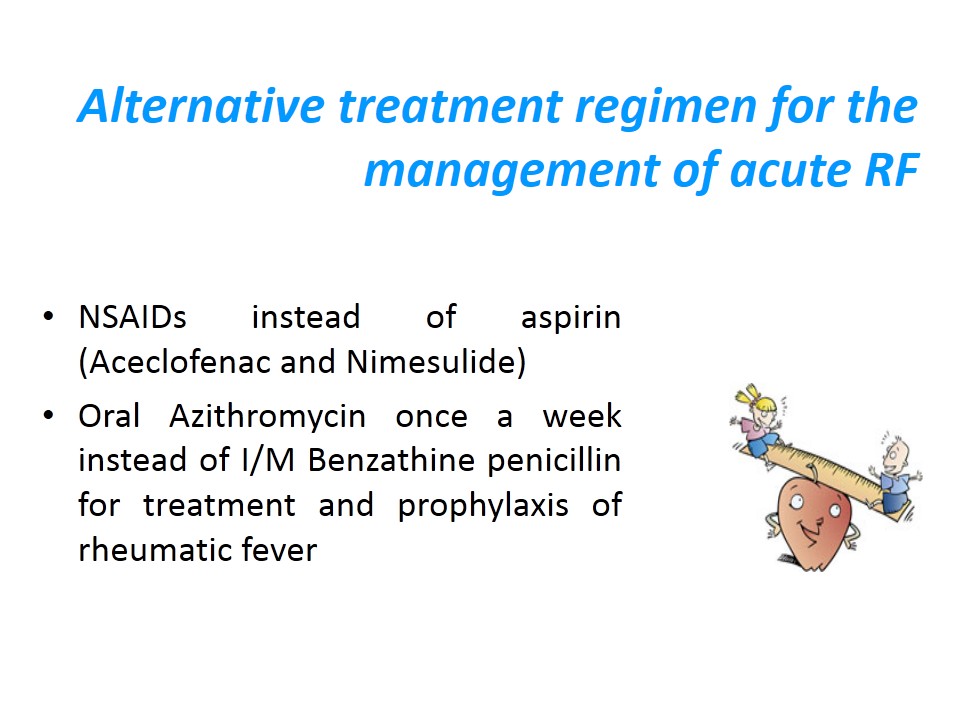 Alternative treatment regimen for the
management of acute RF
• NSAIDs instead of aspirin
(Aceclofenac and Nimesulide)
• Oral Azithromycin once a week
instead of I/M Benzathine penicillin
for treatment and prophylaxis of
rheumatic fever